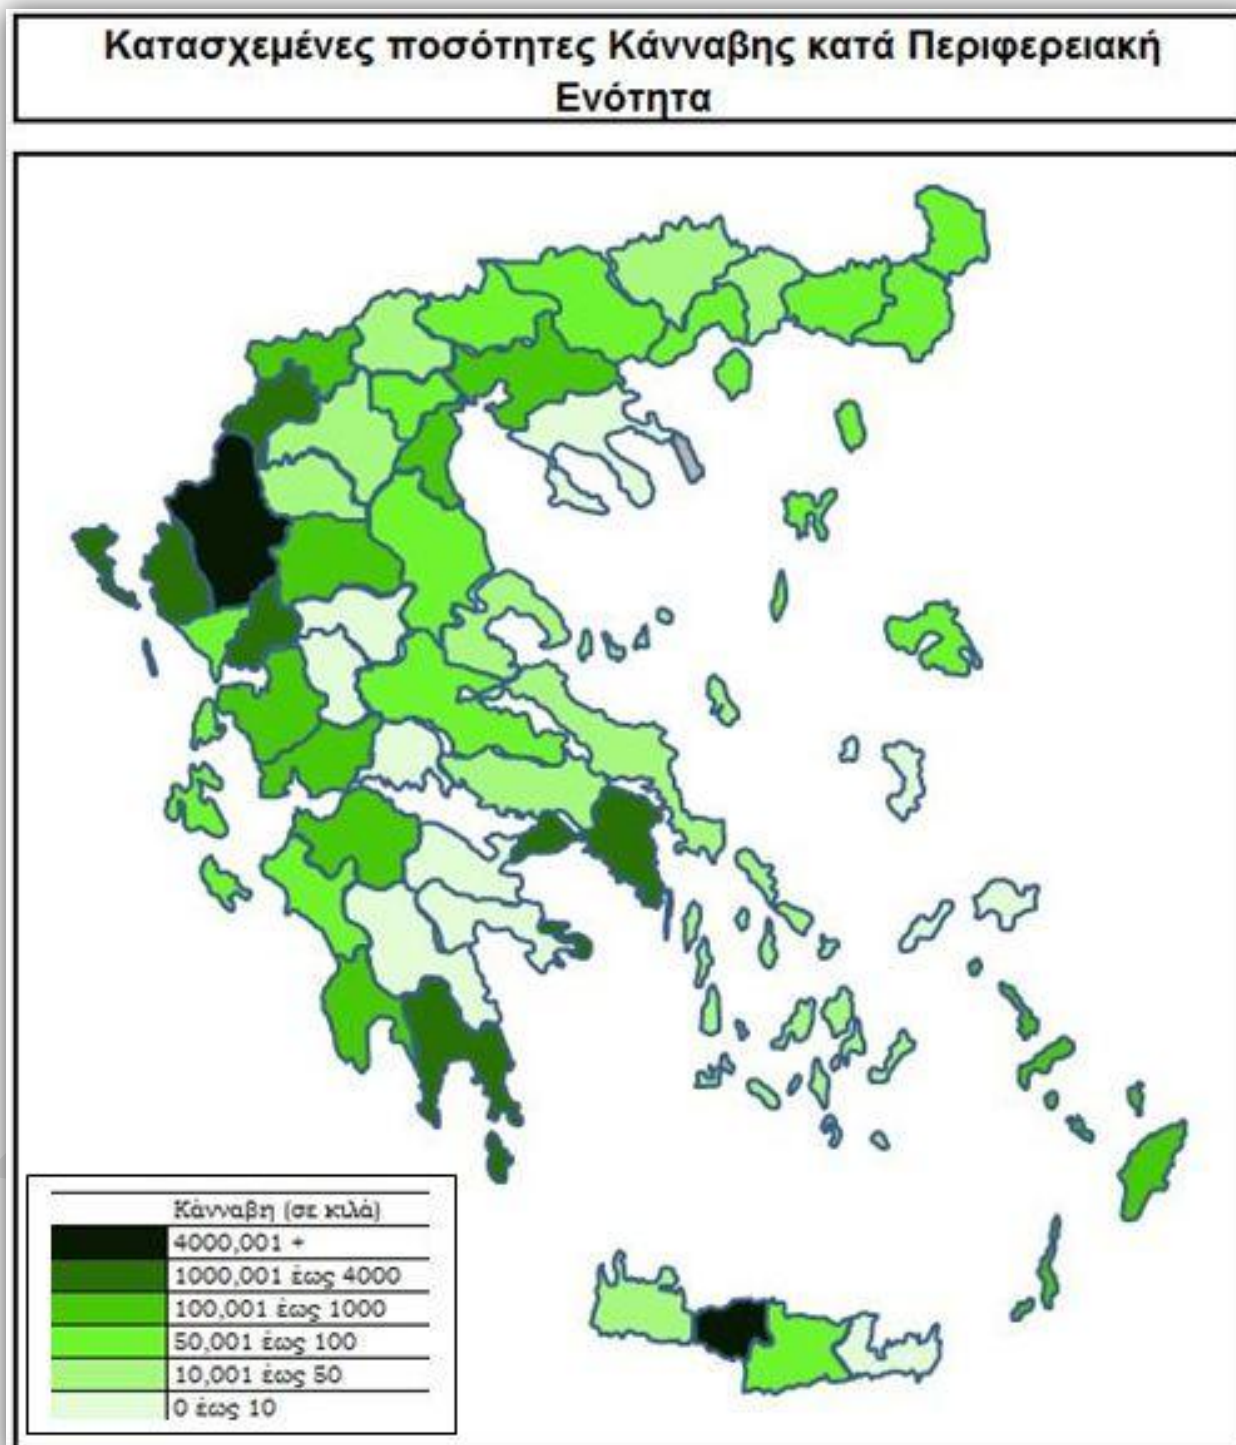 Κατασχεμένες ποσότητες Κάνναβης κατά Περιφερειακή
Ενότητα
Κάνναβη (σε κιλά)
4000,001 +
1000,001 έως 4000
100,001 έως 1000
50,001 έως 100
10,001 έως 50
0 έως 10